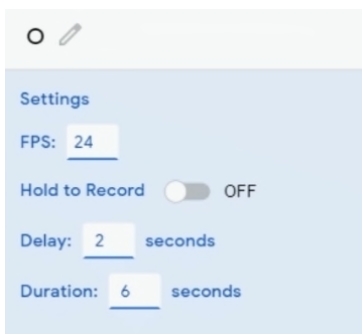 O
Settings
FPS: 24
Hold to Record OFF
Delay: 2 seconds
Duration: 6 seconds